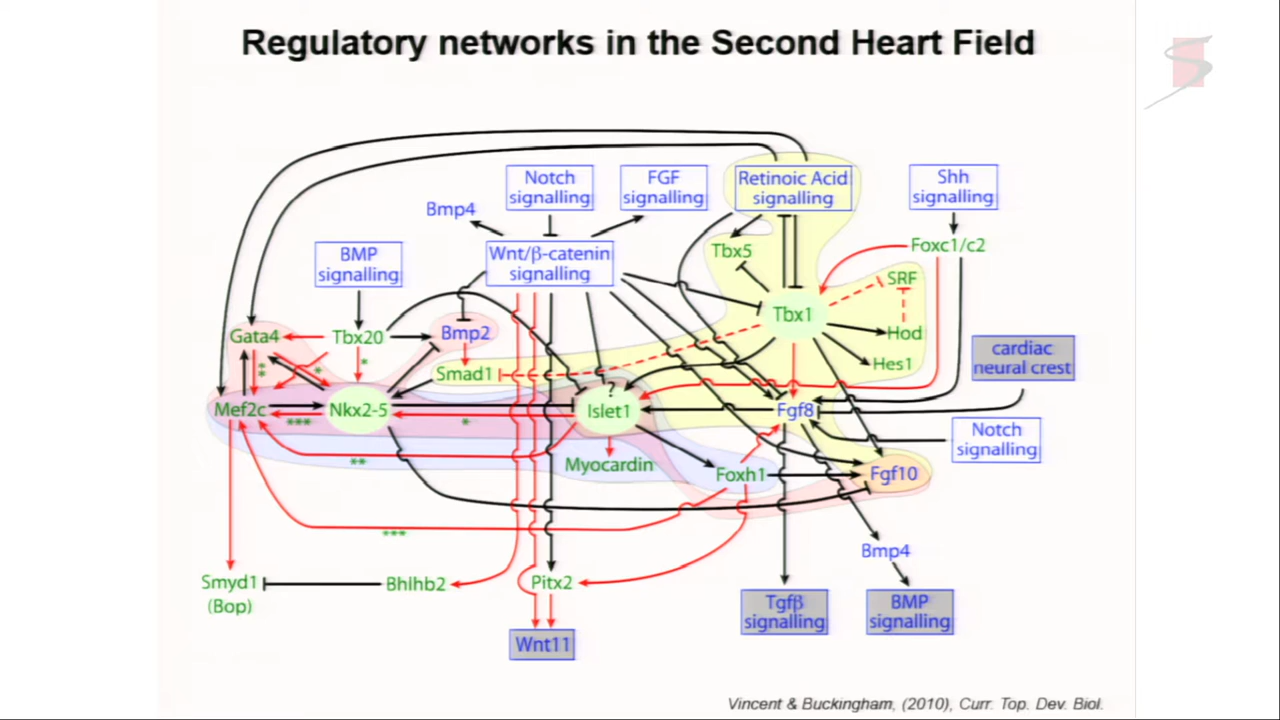 Regulatory networks in the Second Heart Field
Notch
signalling
FGF
signalling
Retinoic Acid
signalling
Shh
signalling
Bmp4
Wnt/β-catenin
signalling
Tbx5
Foxc1/c2
BMP
signalling
SRF
Tbx1
Gata4
Tbx20
Bmp2
Hod
*
**
*
Smad1
Hes1
cardiac
neural crest
?
Mef2c
Nkx2-5
Islet1
Fgf8
***
*
Notch
signalling
**
Myocardin
Foxh1
Fgf10
***
Bmp4
Smyd1
(Bop)
Bhlhb2
Pitx2
Tgfβ
signalling
BMP
signalling
Wnt11
Vincent & Buckingham, (2010), Curr. Top. Dev. Biol.